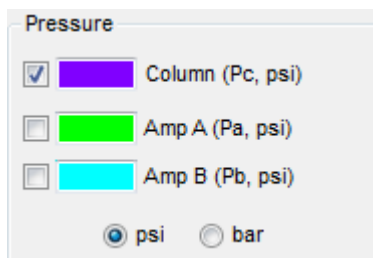 Pressure
Column (Pc, psi)
Amp A (Pa, psi)
Amp B (Pb, psi)
psi bar